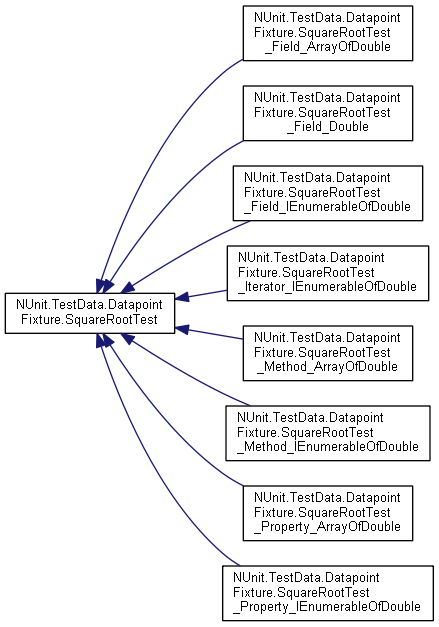 NUnit.TestData.Datapoint
Fixture.SquareRootTest
_Field_ArrayOfDouble
NUnit.TestData.Datapoint
Fixture.SquareRootTest
_Field_Double
NUnit.TestData.Datapoint
Fixture.SquareRootTest
_Field_IEnumerableOfDouble
NUnit.TestData.Datapoint
Fixture.SquareRootTest
_Iterator_IEnumerableOfDouble
NUnit.TestData.Datapoint
Fixture.SquareRootTest
NUnit.TestData.Datapoint
Fixture.SquareRootTest
_Method_ArrayOfDouble
NUnit.TestData.Datapoint
Fixture.SquareRootTest
_Method_IEnumerableOfDouble
NUnit.TestData.Datapoint
Fixture.SquareRootTest
_Property_ArrayOfDouble
NUnit.TestData.Datapoint
Fixture.SquareRootTest
_Property_IEnumerableOfDouble